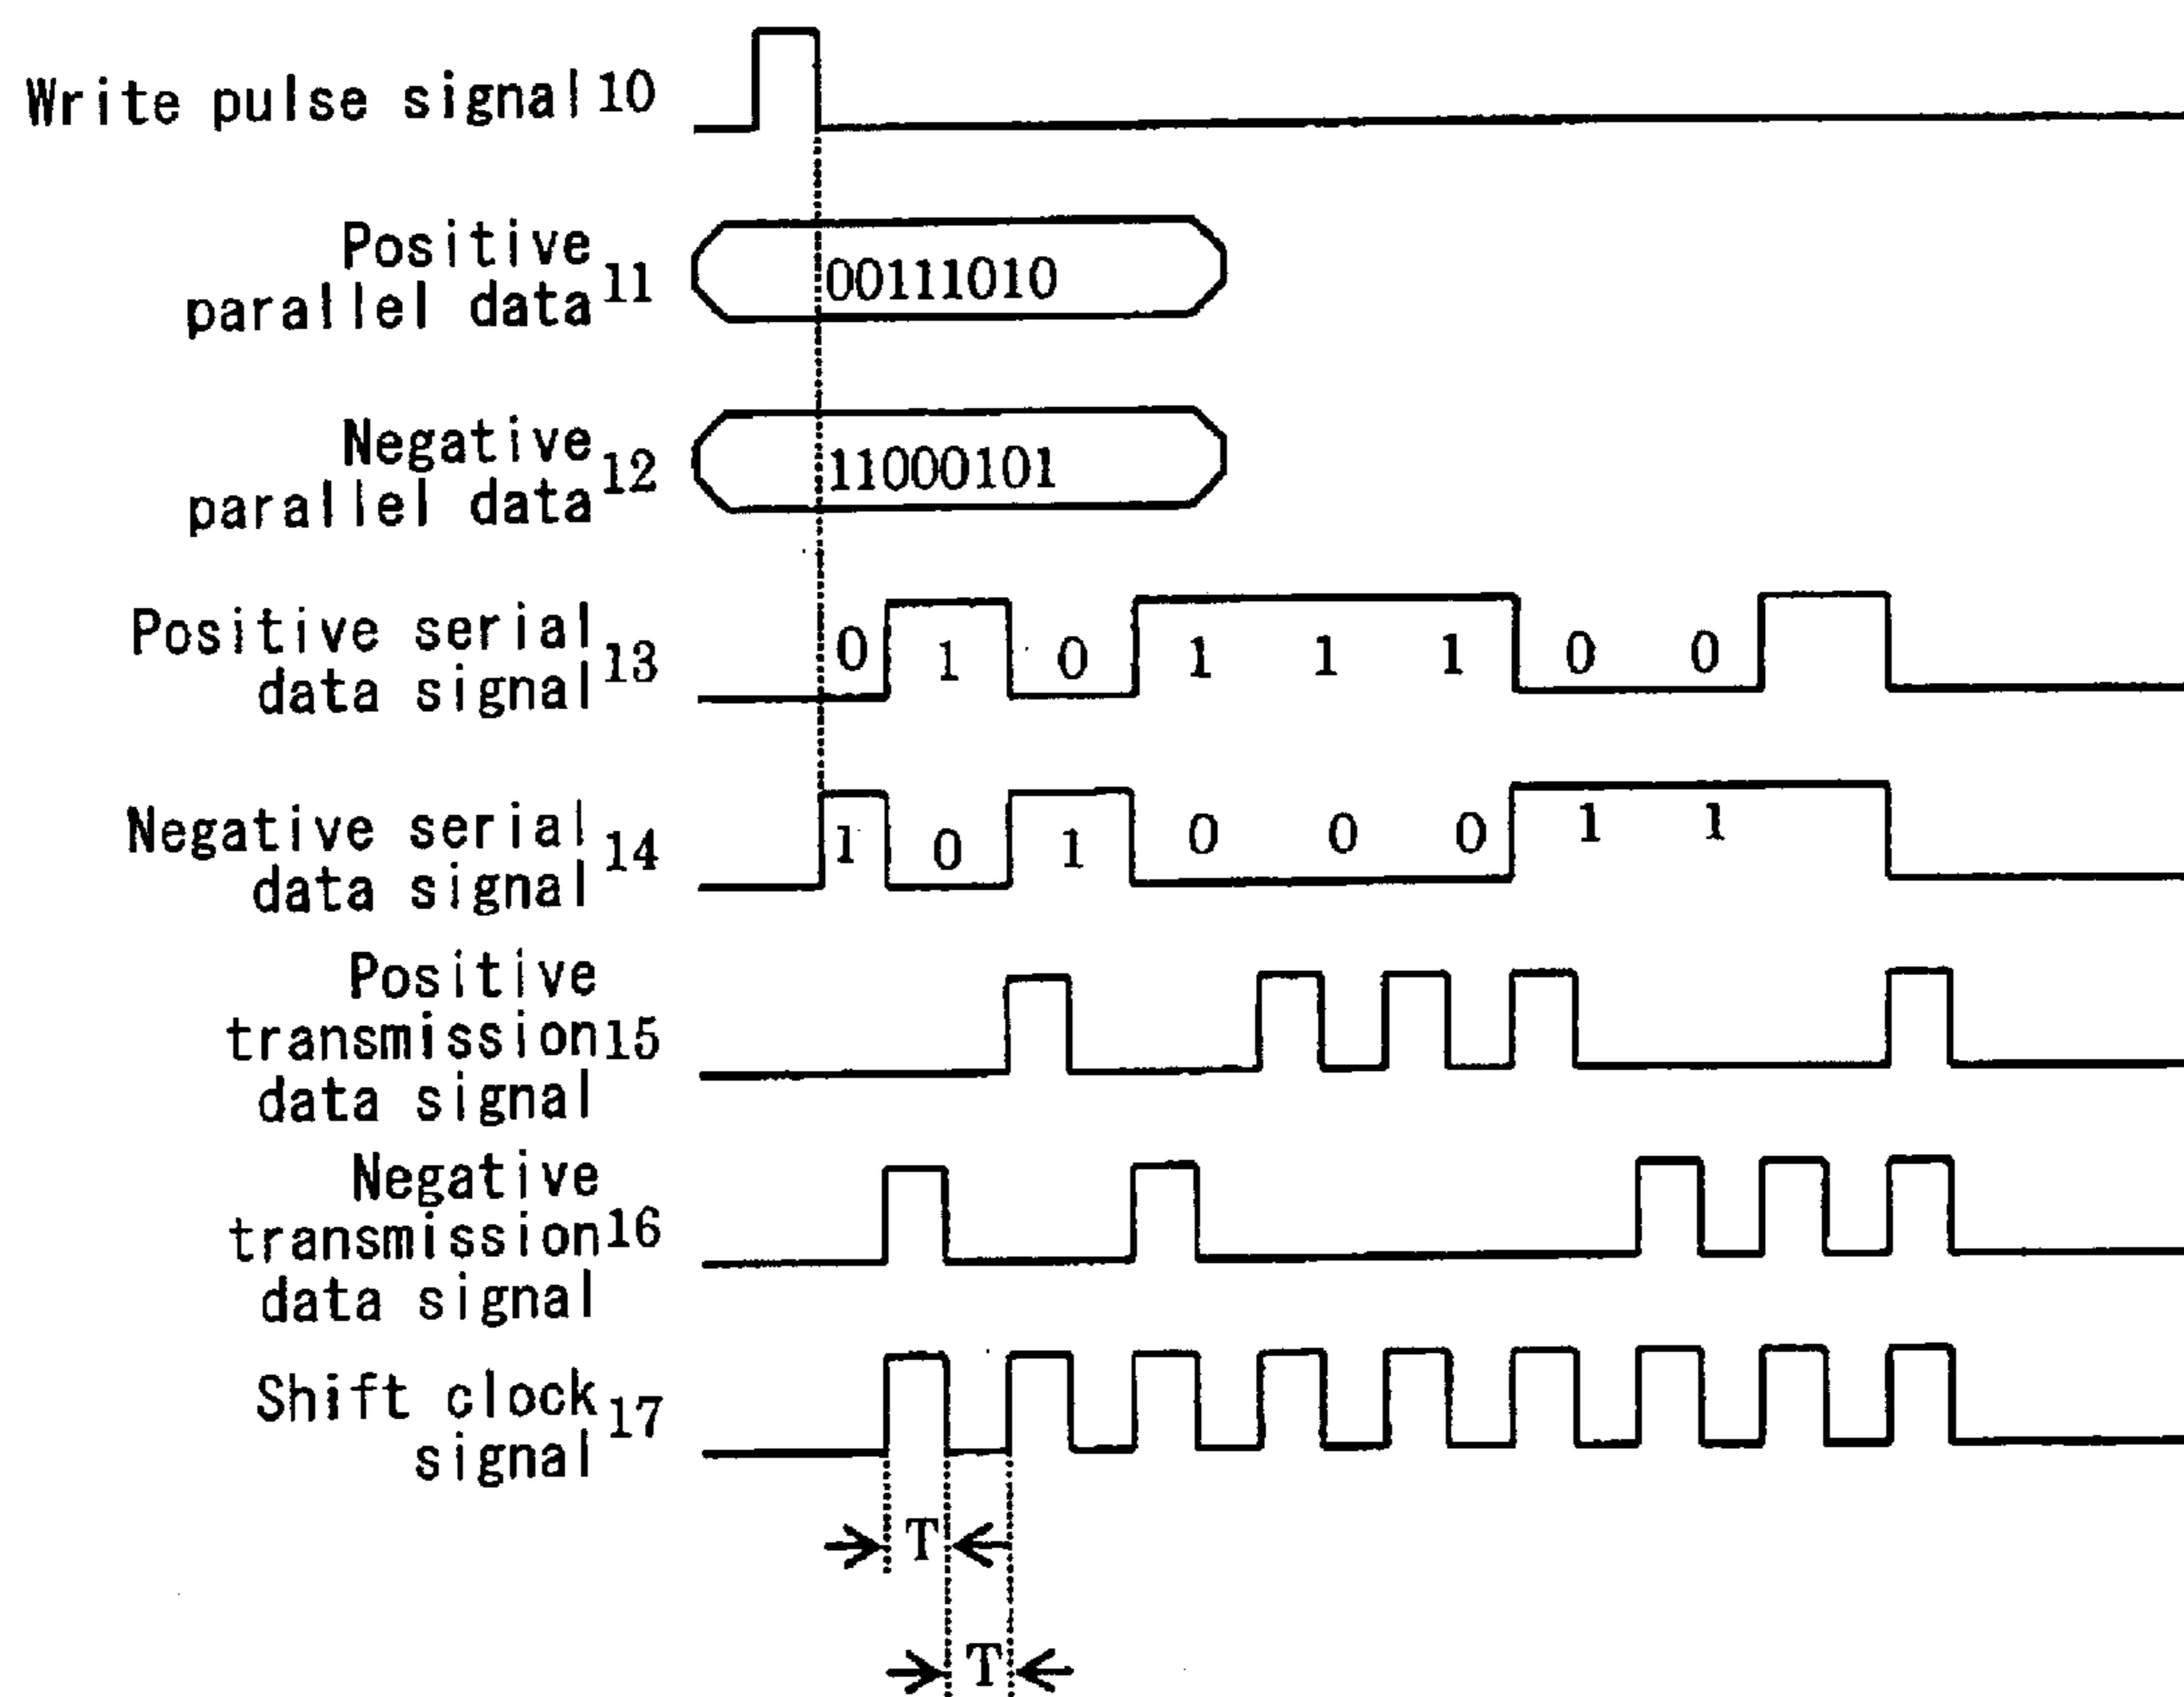 Write pulse signal 10
Positive
parallel data 11
00111010
Negative
parallel data 12
11000101
Positive serial
data signal 13
0 1 0 1 1 1 0 0
Negative serial
data signal 14
1 0 1 0 0 0 1 1
Positive
transmission 15
data signal
Negative
transmission 16
data signal
Shift clock 17
signal
T
T